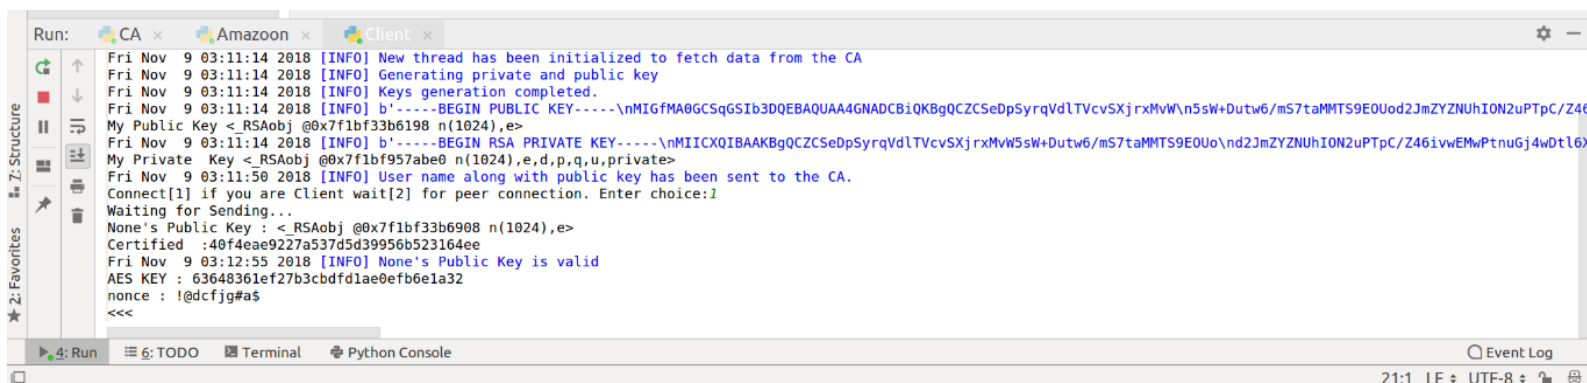 Run: CA × Amazoon × Client ×
Fri Nov  9 03:11:14 2018 [INFO] New thread has been initialized to fetch data from the CA
Fri Nov  9 03:11:14 2018 [INFO] Generating private and public key
Fri Nov  9 03:11:14 2018 [INFO] Keys generation completed.
Fri Nov  9 03:11:14 2018 [INFO] b'-----BEGIN PUBLIC KEY-----\nMIGfMA0GCSqGSIb3DQEBAQUAA4GNADCBiQKBgQCZCSeDpSyrqVdlTVcvSXjrxMvW\n5sW+Dutw6/mS7taMMTS9EOUod2JmZYZNUhION2uPTpC/Z46
My Public Key <_RSAobj @0x7f1bf33b6198 n(1024),e>
Fri Nov  9 03:11:14 2018 [INFO] b'-----BEGIN RSA PRIVATE KEY-----\nMIICXQIBAAKBgQCZCSeDpSyrqVdlTVcvSXjrxMvW5sW+Dutw6/mS7taMMTS9EOUo\nd2JmZYZNUhION2uPTpC/Z46ivwEMwPtnuGj4wDtl6X
My Private  Key <_RSAobj @0x7f1bf957abe0 n(1024),e,d,p,q,u,private>
Fri Nov  9 03:11:50 2018 [INFO] User name along with public key has been sent to the CA.
Connect[1] if you are Client wait[2] for peer connection. Enter choice:1
Waiting for Sending...
None's Public Key : <_RSAobj @0x7f1bf33b6908 n(1024),e>
Certified  :40f4eae9227a537d5d39956b523164ee
Fri Nov  9 03:12:55 2018 [INFO] None's Public Key is valid
AES KEY : 63648361ef27b3cbdfd1ae0efb6e1a32
nonce : !@dcfjg#a$
<<<
Z: Structure
2: Favorites
4: Run 6: TODO Terminal Python Console Event Log
21:1 LF UTF-8